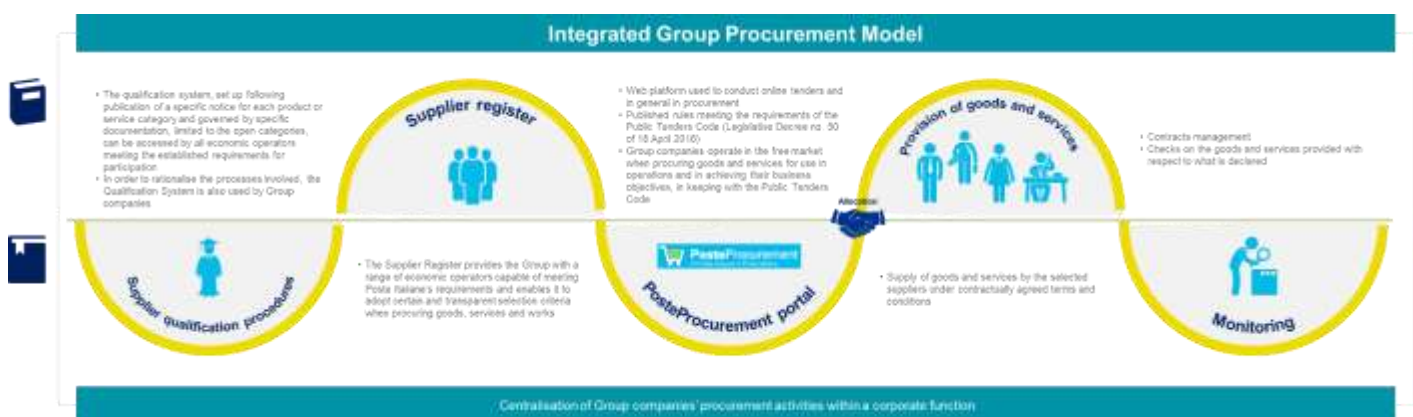 Integrated Group Procurement Model
• The qualification system, set up following
publication of a specific notice for each product or
service category and governed by specific
documentation, limited to the open categories,
can be accessed by all economic operators
meeting the established requirements for
participation
• In order to rationalise the processes involved, the
Qualification System is also used by Group
companies
Supplier qualification procedures
Supplier register
• The Supplier Register provides the Group with a
range of economic operators capable of meeting
Poste Italiane's requirements and enables it to
adopt certain and transparent selection criteria
when procuring goods, services and works
• Web platform used to conduct online tenders and
in general in procurement
• Published rules meeting the requirements of the
Public Tenders Code (Legislative Decree no. 50
of 18 April 2016)
• Group companies operate in the free market
when procuring goods and services for use in
operations and in achieving their business
objectives, in keeping with the Public Tenders
Code
PosteProcurement
PosteProcurement portal
Allocation
Provision of goods and services
• Supply of goods and services by the selected
suppliers under contractually agreed terms and
conditions
• Contracts management
• Checks on the goods and services provided with
respect to what is declared
Monitoring
Centralisation of Group companies' procurement activities within a corporate function